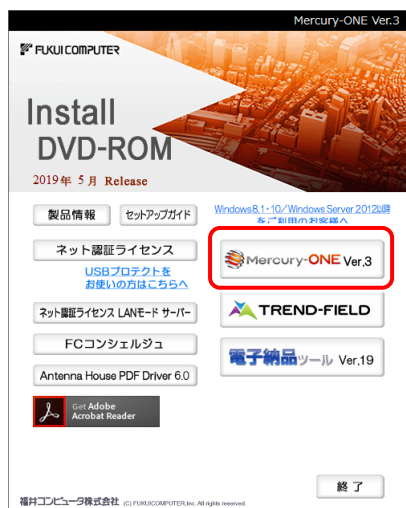 Mercury-ONE Ver.3
FUKUI COMPUTER
Install
DVD-ROM
2019年 5月 Release
製品情報
セットアップガイド
Windows8.1・10/Windows Server 2012以降
をご利用のお客様へ
ネット認証ライセンス
USBプロテクトを
お使いの方はこちらへ
Mercury-ONE Ver.3
ネット認証ライセンス LANモード サーバー
TREND-FIELD
FCコンシェルジュ
電子納品ツール Ver.19
Antenna House PDF Driver 6.0
Get Adobe
Acrobat Reader
終了
福井コンピュータ株式会社 (C) FUKUICOMPUTER,Inc. All rights reserved.